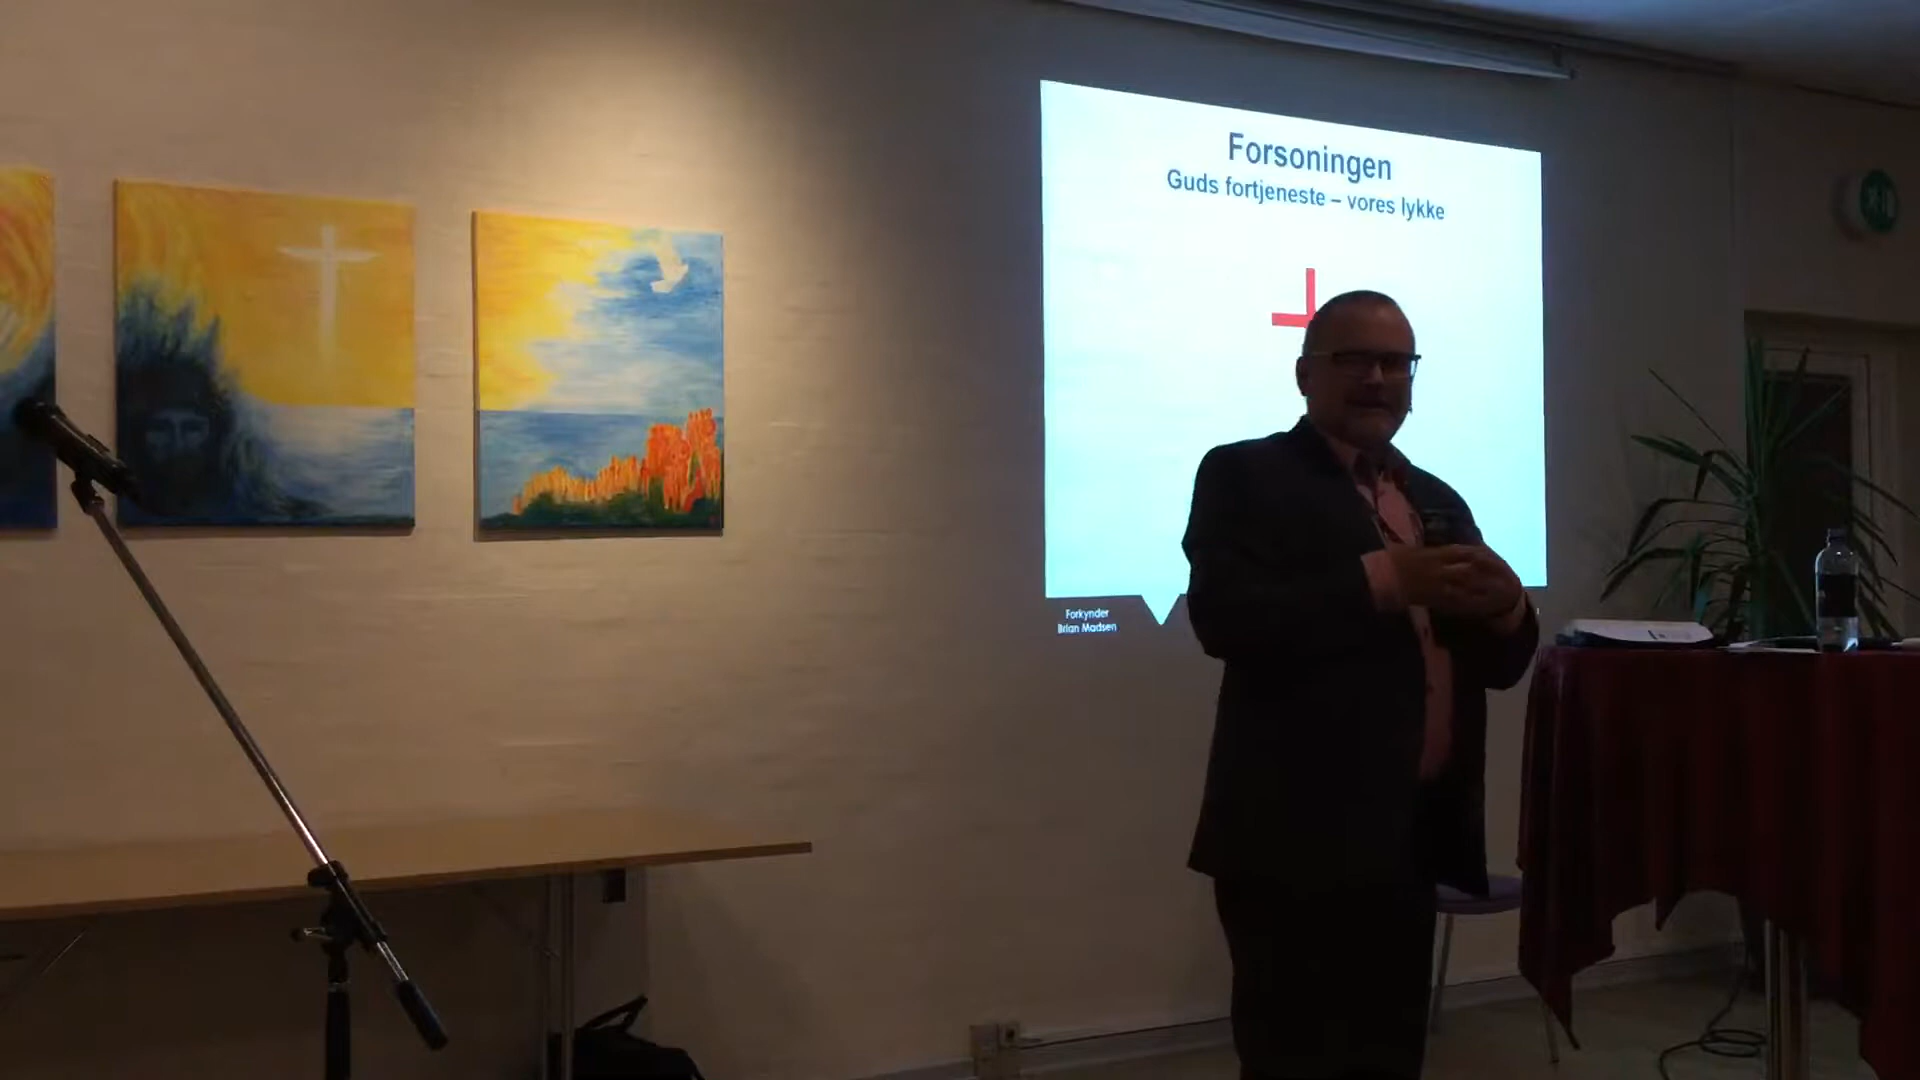 Forsoningen
Guds fortjeneste – vores lykke
Forkynder
Brian Madsen